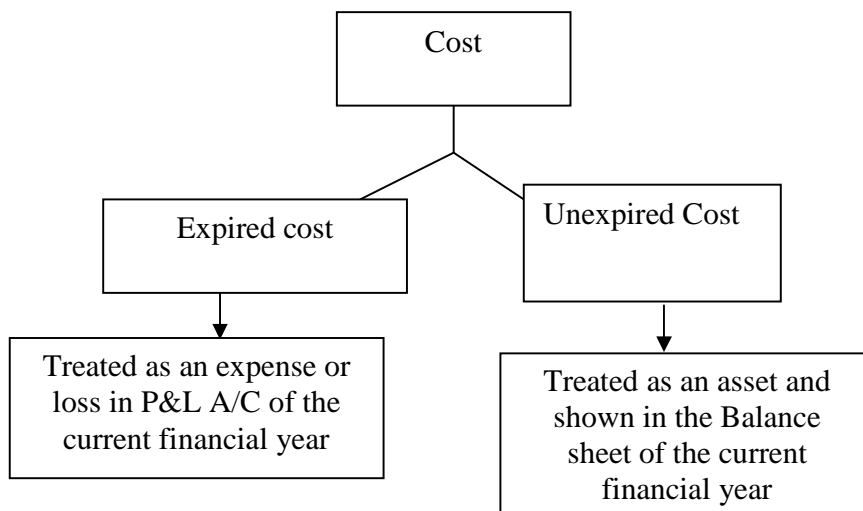 Cost
Expired cost
Unexpired Cost
Treated as an expense or
loss in P&L A/C of the
current financial year
Treated as an asset and
shown in the Balance
sheet of the current
financial year